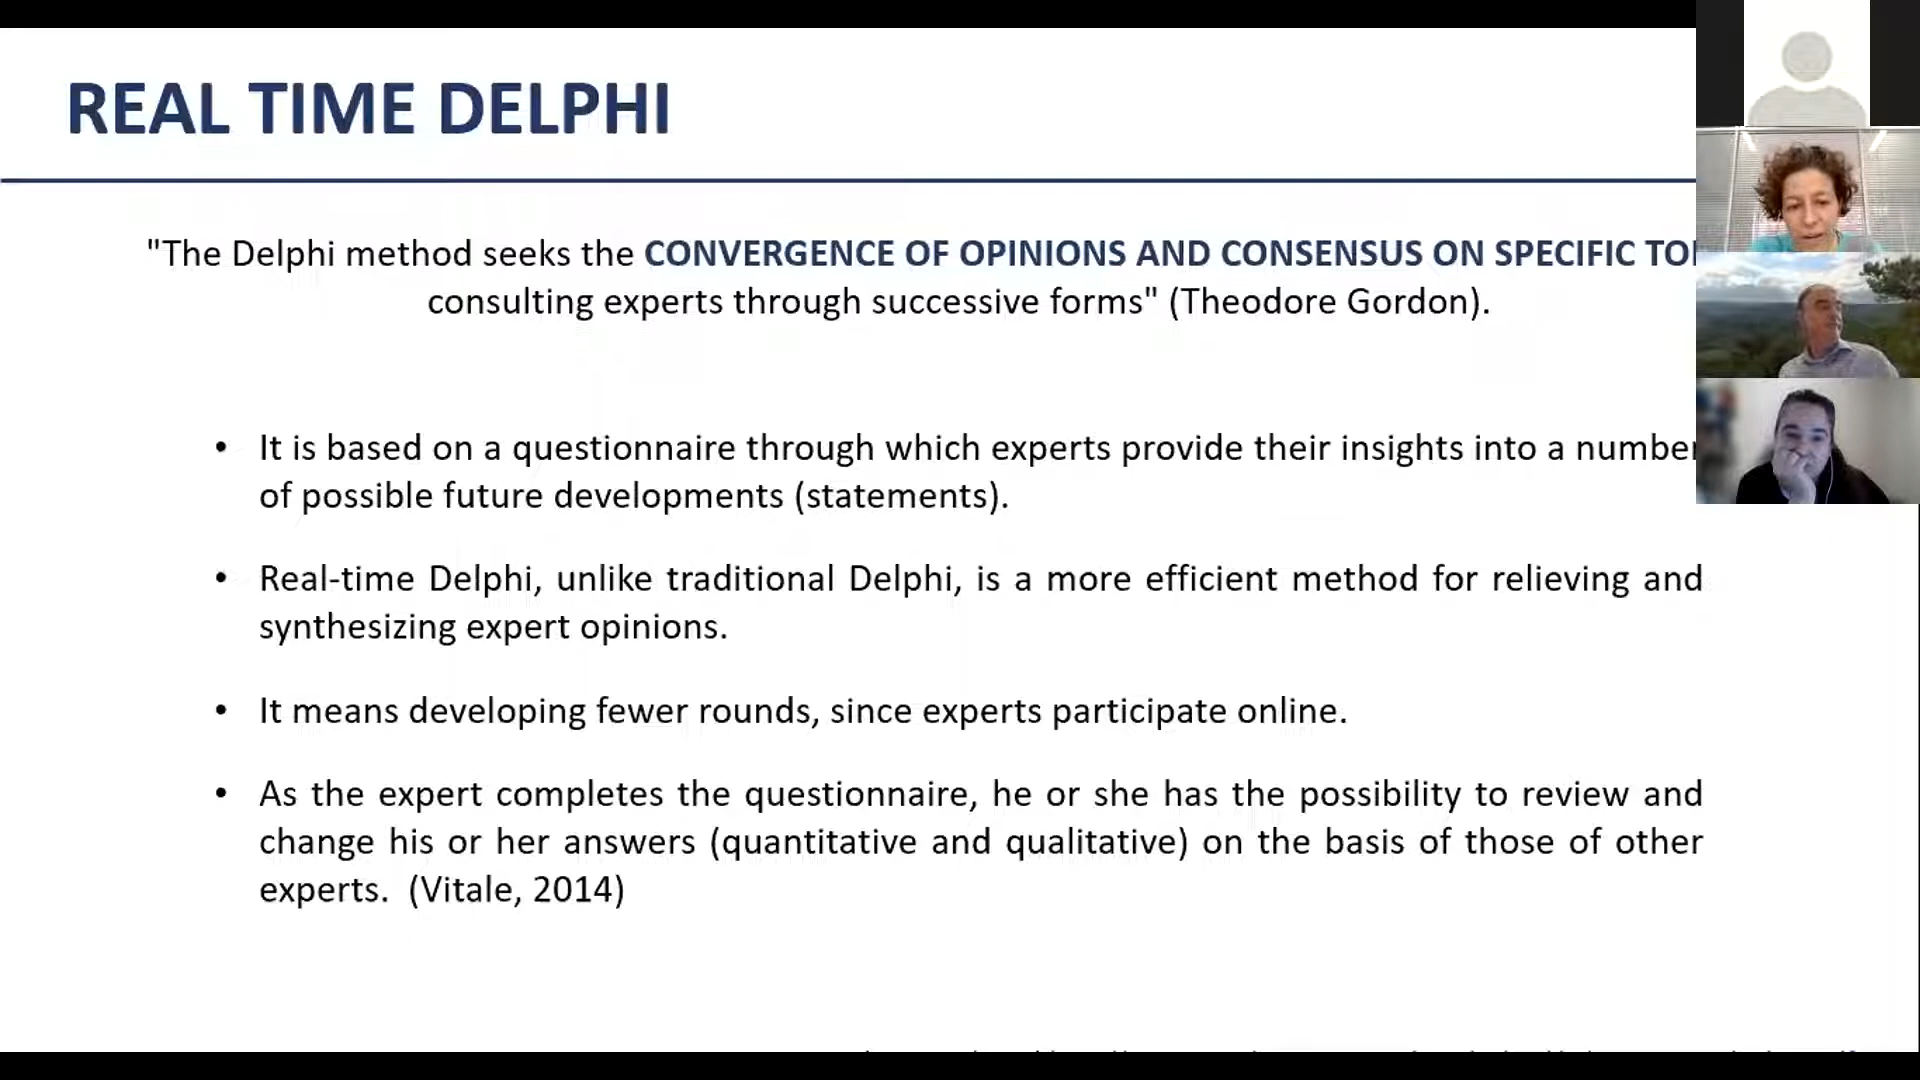 REAL TIME DELPHI
"The Delphi method seeks the CONVERGENCE OF OPINIONS AND CONSENSUS ON SPECIFIC
consulting experts through successive forms" (Theodore Gordon).
• It is based on a questionnaire through which experts provide their insights into a number
of possible future developments (statements).
• Real-time Delphi, unlike traditional Delphi, is a more efficient method for relieving and
synthesizing expert opinions.
• It means developing fewer rounds, since experts participate online.
• As the expert completes the questionnaire, he or she has the possibility to review and
change his or her answers (quantitative and qualitative) on the basis of those of other
experts. (Vitale, 2014)